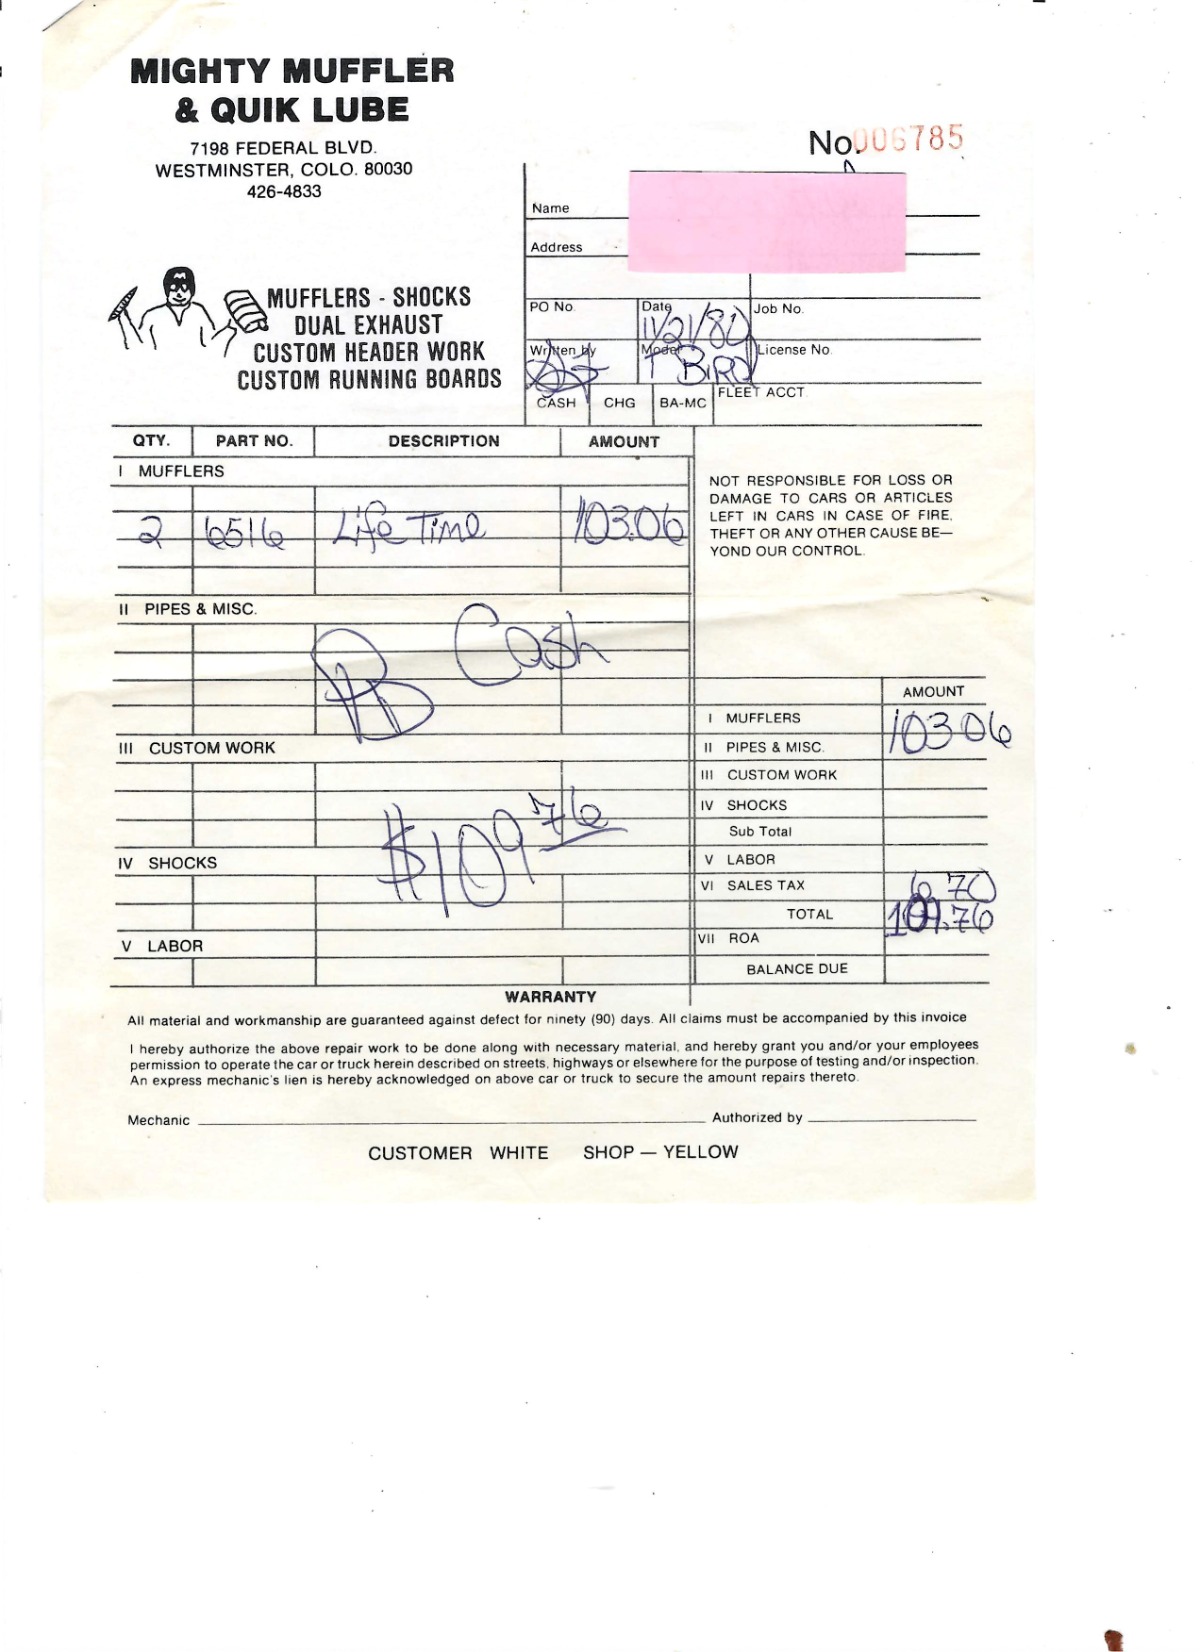 MIGHTY MUFFLER
& QUIK LUBE
7198 FEDERAL BLVD.
WESTMINSTER, COLO. 80030
426-4833
No. 006785
Name
Address
MUFFLERS - SHOCKS
DUAL EXHAUST
CUSTOM HEADER WORK
CUSTOM RUNNING BOARDS
PO No. Date 11/21/80 Job No.
Written by Model T BIRD License No.
CASH CHG BA-MC FLEET ACCT.
QTY. PART NO. DESCRIPTION AMOUNT
I MUFFLERS
2 6516 Life Time 103.06
NOT RESPONSIBLE FOR LOSS OR
DAMAGE TO CARS OR ARTICLES
LEFT IN CARS IN CASE OF FIRE,
THEFT OR ANY OTHER CAUSE BE—
YOND OUR CONTROL.
II PIPES & MISC.
Cash
III CUSTOM WORK
$109.76
IV SHOCKS
V LABOR
AMOUNT
I MUFFLERS 103 06
II PIPES & MISC.
III CUSTOM WORK
IV SHOCKS
Sub Total
V LABOR
VI SALES TAX 6.70
TOTAL 109.76
VII ROA
BALANCE DUE
WARRANTY
All material and workmanship are guaranteed against defect for ninety (90) days. All claims must be accompanied by this invoice
I hereby authorize the above repair work to be done along with necessary material, and hereby grant you and/or your employees
permission to operate the car or truck herein described on streets, highways or elsewhere for the purpose of testing and/or inspection.
An express mechanic's lien is hereby acknowledged on above car or truck to secure the amount repairs thereto.
Mechanic Authorized by
CUSTOMER WHITE SHOP — YELLOW